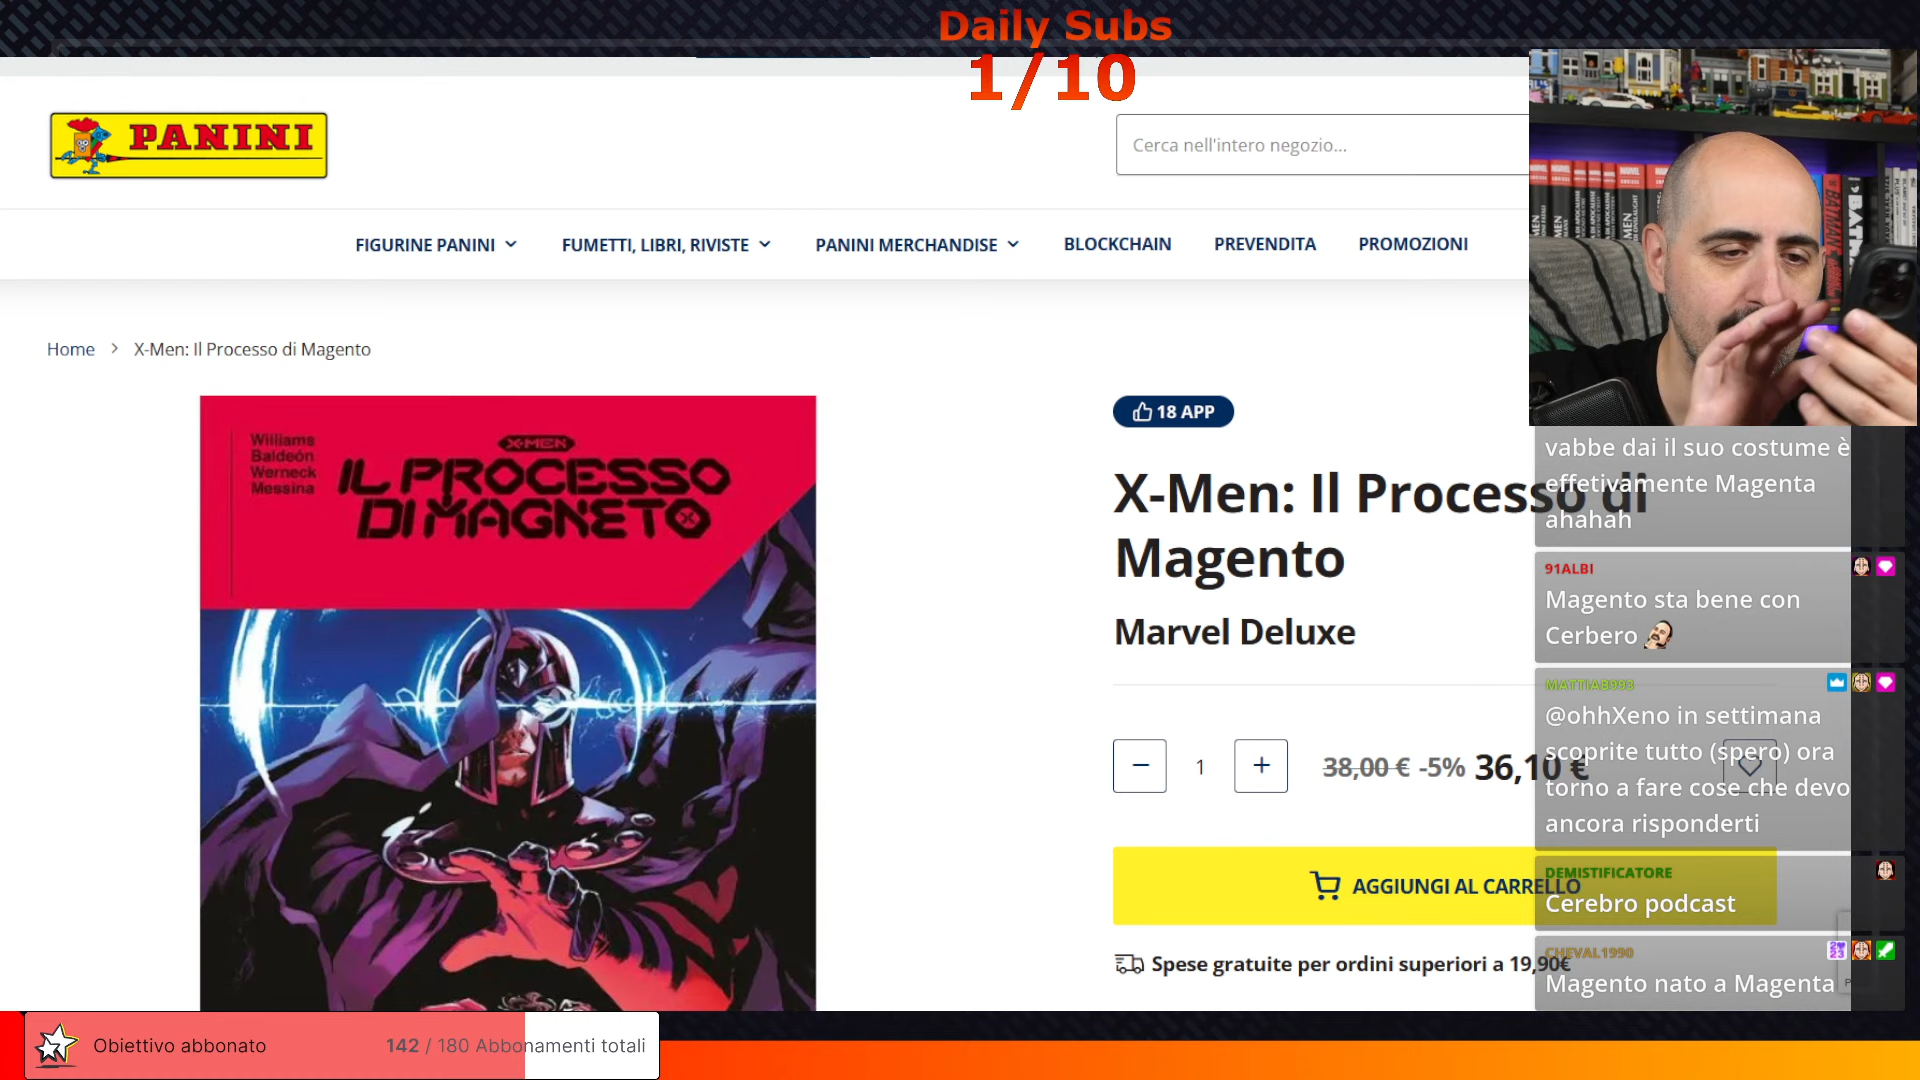 Daily Subs
1/10
PANINI
Cerca nell'intero negozio...
FIGURINE PANINI
FUMETTI, LIBRI, RIVISTE
PANINI MERCHANDISE
BLOCKCHAIN
PREVENDITA
PROMOZIONI
Home
X-Men: Il Processo di Magento
Williams
Baldeón
Werneck
Messina
X-MEN
IL PROCESSO
DI MAGNETO
18 APP
X-Men: Il Processo di
Magento
Marvel Deluxe
1
38,00 € -5% 36,10 €
AGGIUNGI AL CARRELLO
Spese gratuite per ordini superiori a 19,90€
vabbe dai il suo costume è
effetivamente Magenta
ahahah
91ALBI
Magento sta bene con
Cerbero
MATTIAB993
@ohhXeno in settimana
scoprite tutto (spero) ora
torno a fare cose che devo
ancora risponderti
DEMISTIFICATORE
Cerebro podcast
CHEVAL1990
Magento nato a Magenta
Obiettivo abbonato
142 / 180 Abbonamenti totali